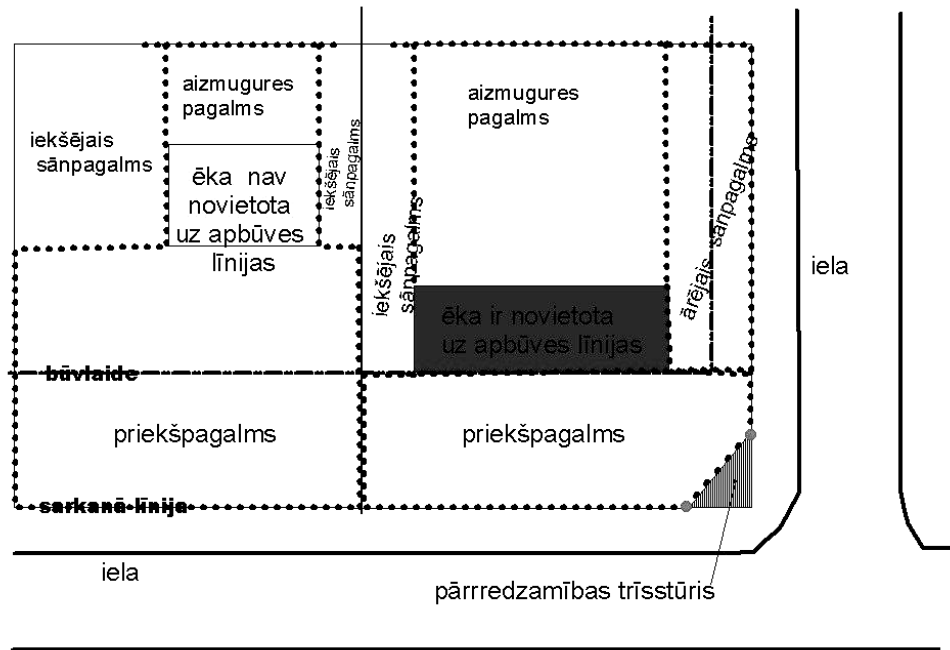 aizmugures
pagalms
aizmugures
pagalms
iekšējais
sānpagalms
iekšējais
sānpagalms
ēka nav
novietota
uz apbūves
līnijas
iekšējais
sānpagalms
ārējais sānpagalms
iela
ēka ir novietota
uz apbūves līnijas
būvlaide
priekšpagalms
priekšpagalms
sarkanā līnija
iela
pārrredzamības trīsstūris